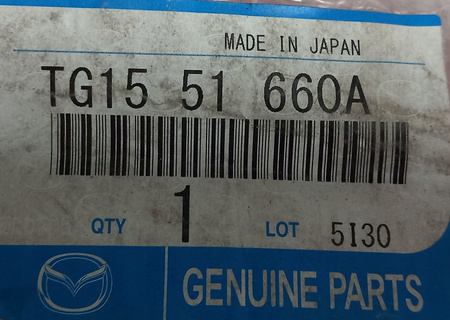 MADE IN JAPAN
TG15 51 660A
QTY 1 LOT 5I30
GENUINE PARTS